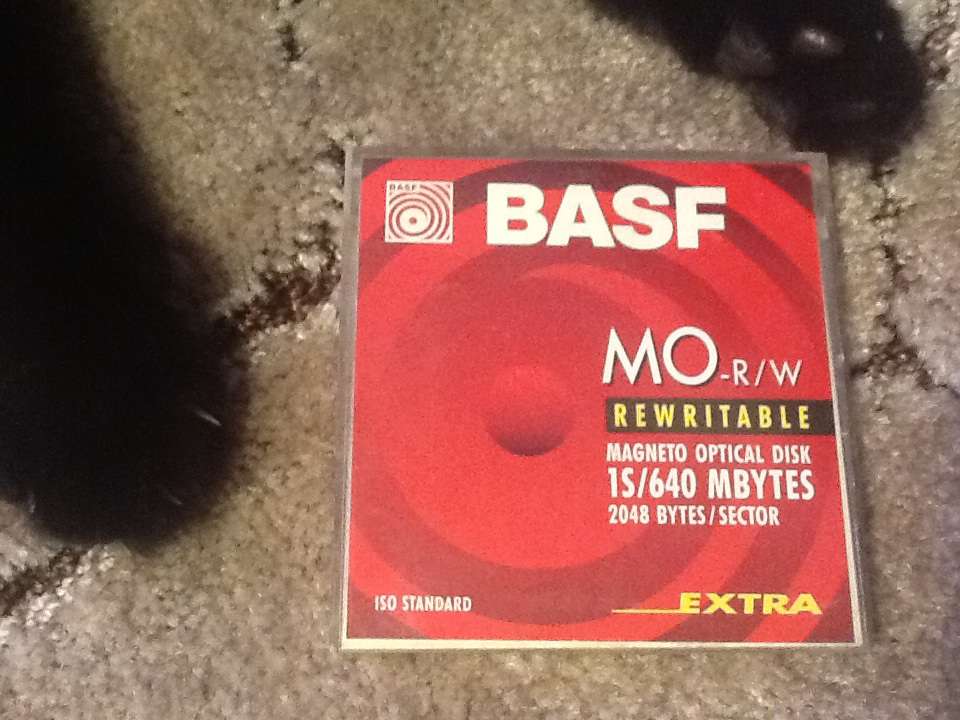 BASF
BASF
MO-R/W
REWRITABLE
MAGNETO OPTICAL DISK
1S/640 MBYTES
2048 BYTES/SECTOR
ISO STANDARD
EXTRA